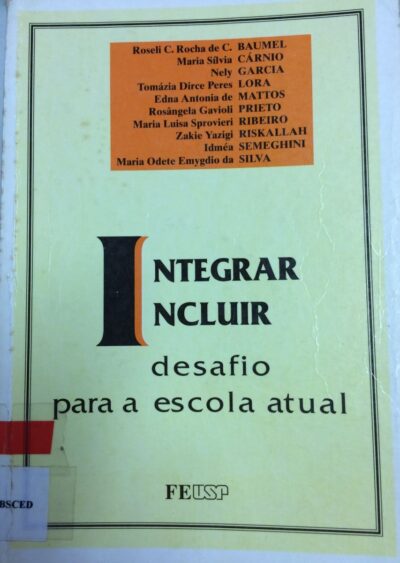 Roseli C. Rocha de C. BAUMEL
Maria Sílvia CÁRNIO
Nely GARCIA
Tomázia Dirce Peres LORA
Edna Antonia de MATTOS
Rosângela Gavioli PRIETO
Maria Luisa Sprovieri RIBEIRO
Zakie Yazigi RISKALLAH
Idméa SEMEGHINI
Maria Odete Emygdio da SILVA
INTEGRAR
INCLUIR
desafio
para a escola atual
FEUSP
BSCED